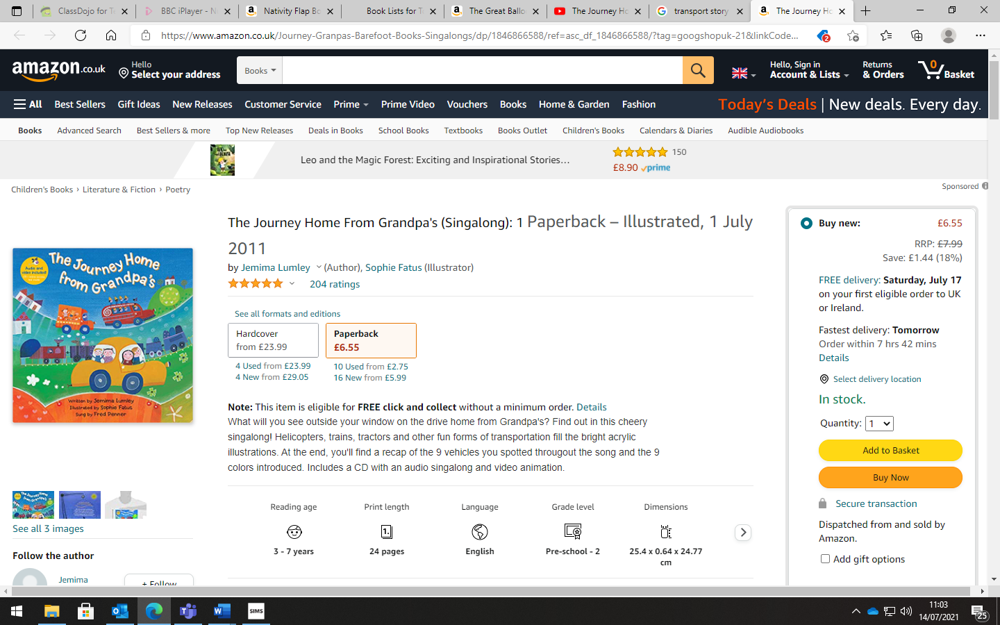 ClassDojo for Te
BBC iPlayer - Ni
Nativity Flap Bo
Book Lists for T
The Great Ballo
The Journey Ho
transport story
The Journey Ho
https://www.amazon.co.uk/Journey-Granpas-Barefoot-Books-Singalongs/dp/1846866588/ref=asc_df_1846866588/?tag=googshopuk-21&linkCode...
2
amazon.co.uk
Hello
Select your address
Books
Hello, Sign in
Account & Lists
Returns
& Orders
0
Basket
All Best Sellers Gift Ideas New Releases Customer Service Prime Prime Video Vouchers Books Home & Garden Fashion
Today's Deals | New deals. Every day.
Books Advanced Search Best Sellers & more Top New Releases Deals in Books School Books Textbooks Books Outlet Children's Books Calendars & Diaries Audible Audiobooks
Leo and the Magic Forest: Exciting and Inspirational Stories…
150
£8.90 prime
Children's Books › Literature & Fiction › Poetry
Sponsored
The Journey Home From Grandpa's (Singalong): 1 Paperback – Illustrated, 1 July
2011
by Jemima Lumley (Author), Sophie Fatus (Illustrator)
204 ratings
The Journey Home
from Grandpa's
Audio and
video included!
Written by Jemima Lumley
Illustrated by Sophie Fatus
Sung by Fred Penner
See all 3 images
Follow the author
Jemima
+ Follow
See all formats and editions
Hardcover
from £23.99
Paperback
£6.55
4 Used from £23.99
4 New from £29.05
10 Used from £2.75
16 New from £5.99
Note: This item is eligible for FREE click and collect without a minimum order. Details
What will you see outside your window on the drive home from Grandpa's? Find out in this cheery
singalong! Helicopters, trains, tractors and other fun forms of transportation fill the bright acrylic
illustrations. At the end, you'll find a recap of the 9 vehicles you spotted througout the song and the 9
colors introduced. Includes a CD with an audio singalong and video animation.
Reading age
3 - 7 years
Print length
1.
24 pages
Language
English
Grade level
Pre-school - 2
Dimensions
25.4 x 0.64 x 24.77
cm
Buy new:
£6.55
RRP: £7.99
Save: £1.44 (18%)
FREE delivery: Saturday, July 17
on your first eligible order to UK
or Ireland.
Fastest delivery: Tomorrow
Order within 7 hrs 42 mins
Details
Select delivery location
In stock.
Quantity: 1
Add to Basket
Buy Now
Secure transaction
Dispatched from and sold by
Amazon.
Add gift options
SIMS
11:03
14/07/2021
25